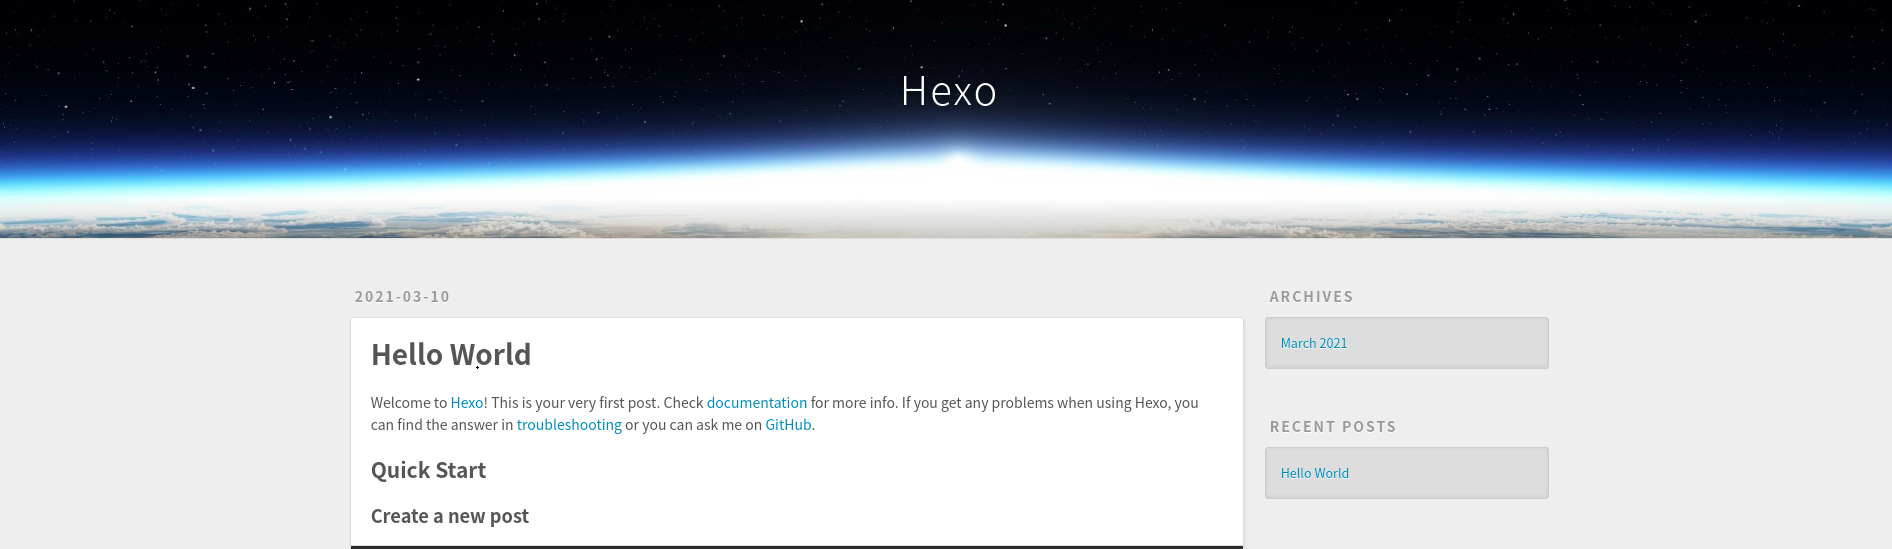 Hexo
2021-03-10
Hello World
Welcome to Hexo! This is your very first post. Check documentation for more info. If you get any problems when using Hexo, you
can find the answer in troubleshooting or you can ask me on GitHub.
Quick Start
Create a new post
ARCHIVES
March 2021
RECENT POSTS
Hello World